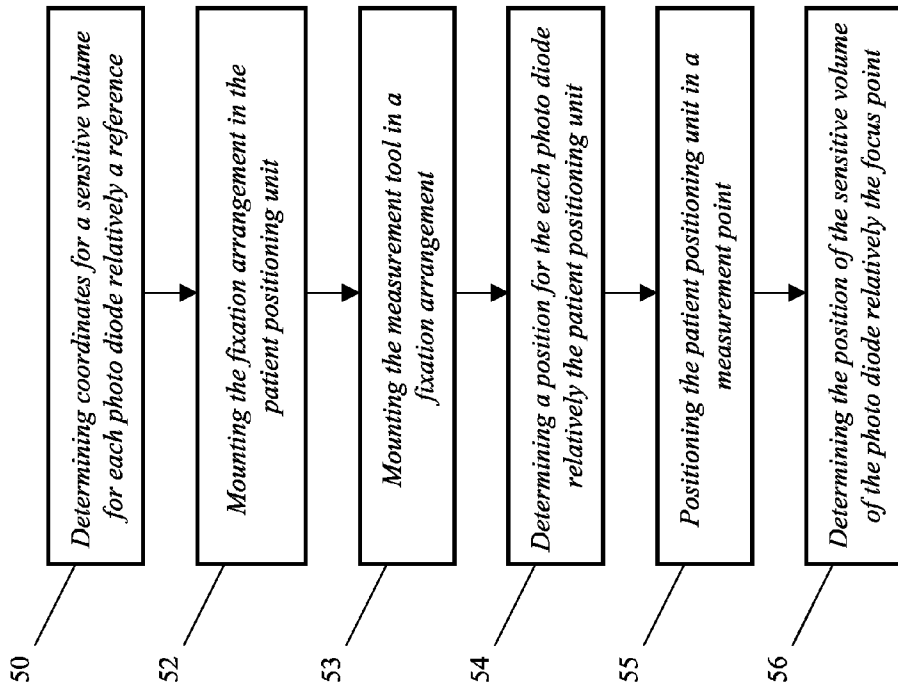 50
Determining coordinates for a sensitive volume
for each photo diode relatively a reference
52
Mounting the fixation arrangement in the
patient positioning unit
53
Mounting the measurement tool in a
fixation arrangement
54
Determining a position for the each photo diode
relatively the patient positioning unit
55
Positioning the patient positioning unit in a
measurement point
56
Determining the position of the sensitive volume
of the photo diode relatively the focus point